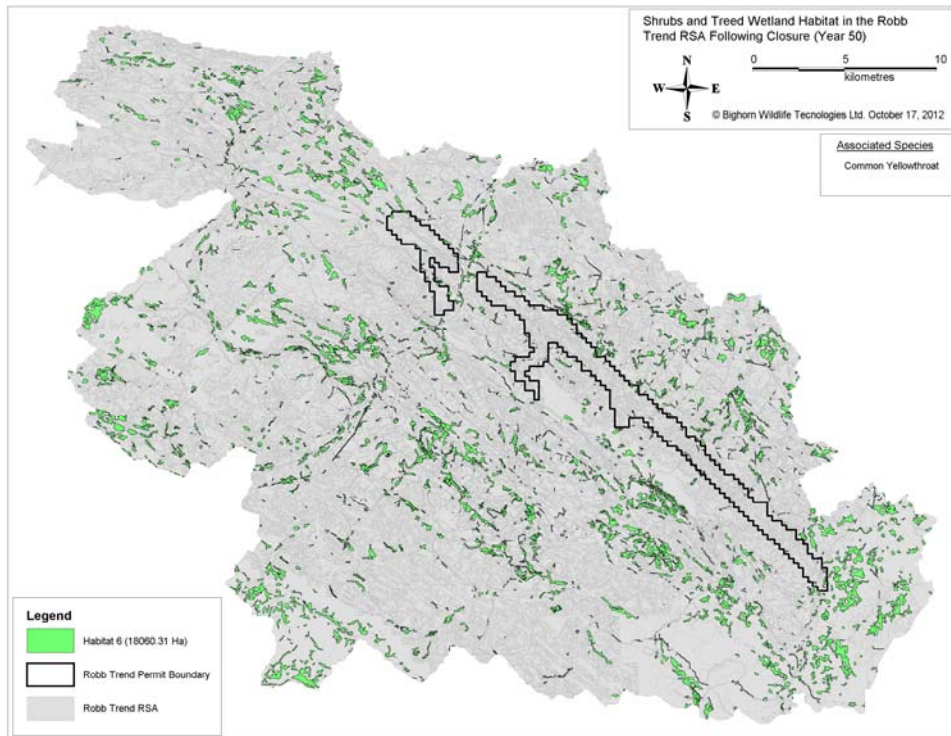 Shrubs and Treed Wetland Habitat in the Robb
Trend RSA Following Closure (Year 50)
N
W E
S
0 5 10
kilometres
© Bighorn Wildlife Tecnologies Ltd. October 17, 2012
Associated Species
Common Yellowthroat
Legend
Habitat 6 (18060.31 Ha)
Robb Trend Permit Boundary
Robb Trend RSA